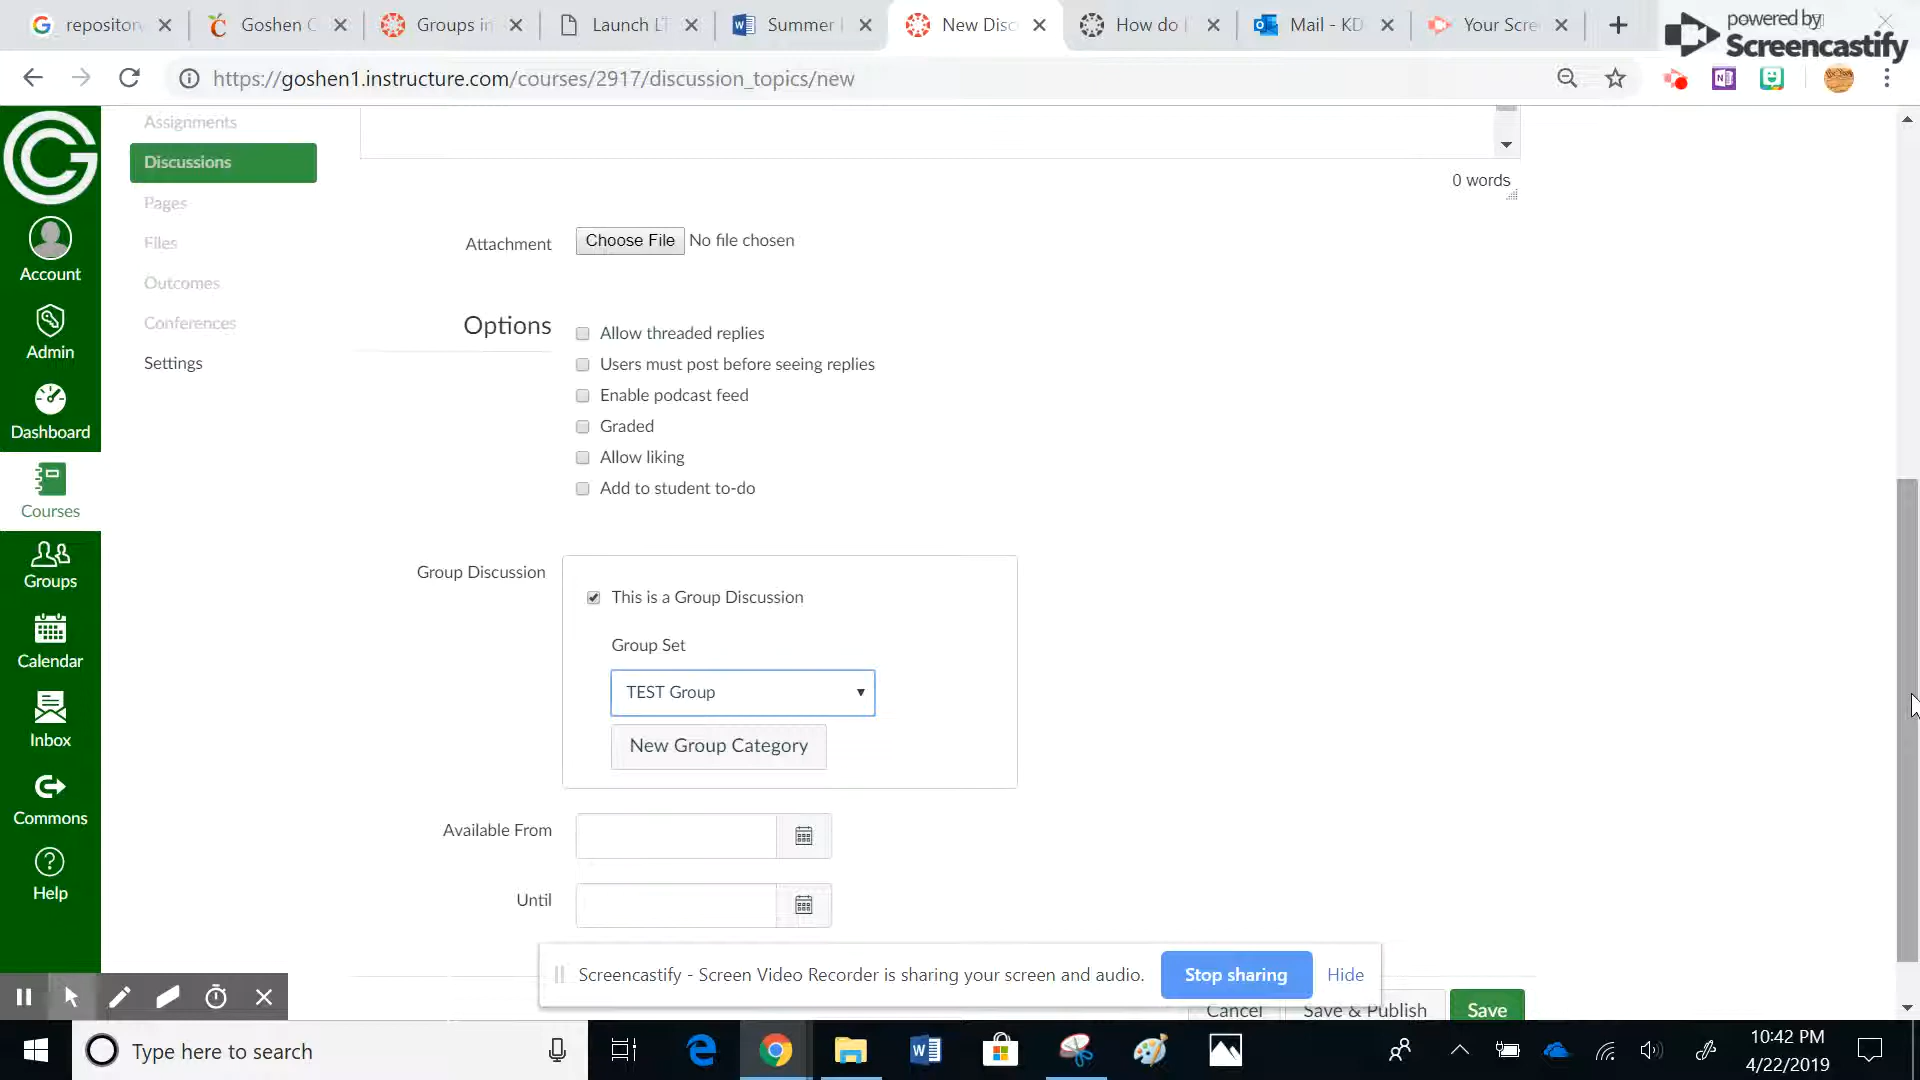 repositor
Goshen C
Groups in
Launch LT
Summer
New Disc
How do
Mail - KD
Your Scre
powered by
Screencastify
https://goshen1.instructure.com/courses/2917/discussion_topics/new
Assignments
Discussions
Pages
Files
Outcomes
Conferences
Settings
Account
Admin
Dashboard
Courses
Groups
Calendar
Inbox
Commons
Help
0 words
Attachment
Choose File No file chosen
Options
Allow threaded replies
Users must post before seeing replies
Enable podcast feed
Graded
Allow liking
Add to student to-do
Group Discussion
This is a Group Discussion
Group Set
TEST Group
New Group Category
Available From
Until
Screencastify - Screen Video Recorder is sharing your screen and audio.
Stop sharing
Hide
Cancel
Save & Publish
Save
Type here to search
10:42 PM
4/22/2019